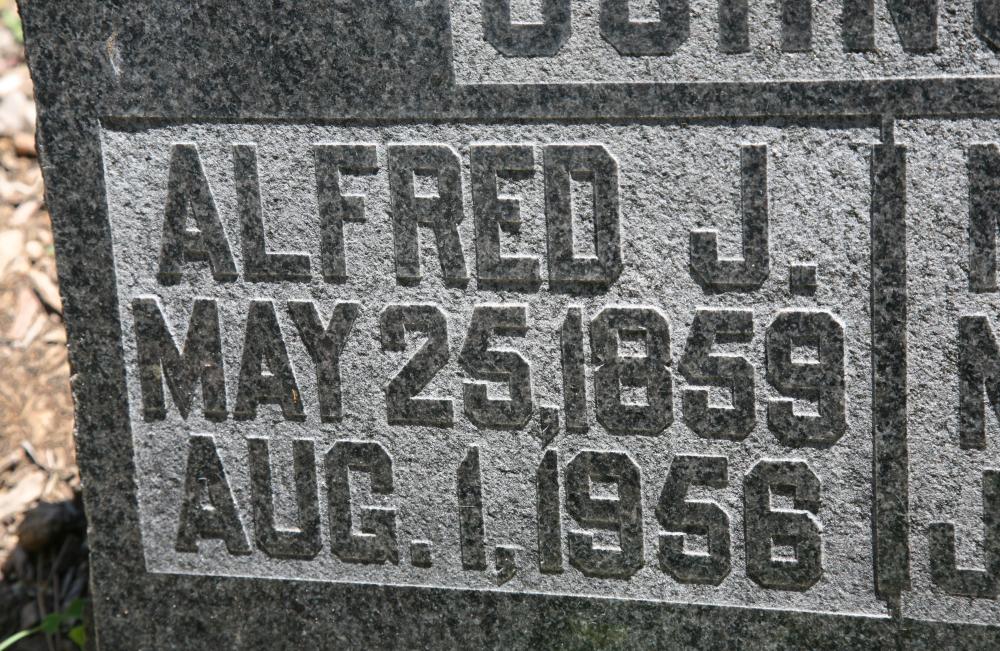 ALFRED J.
MAY 25, 1859
AUG. 1, 1956